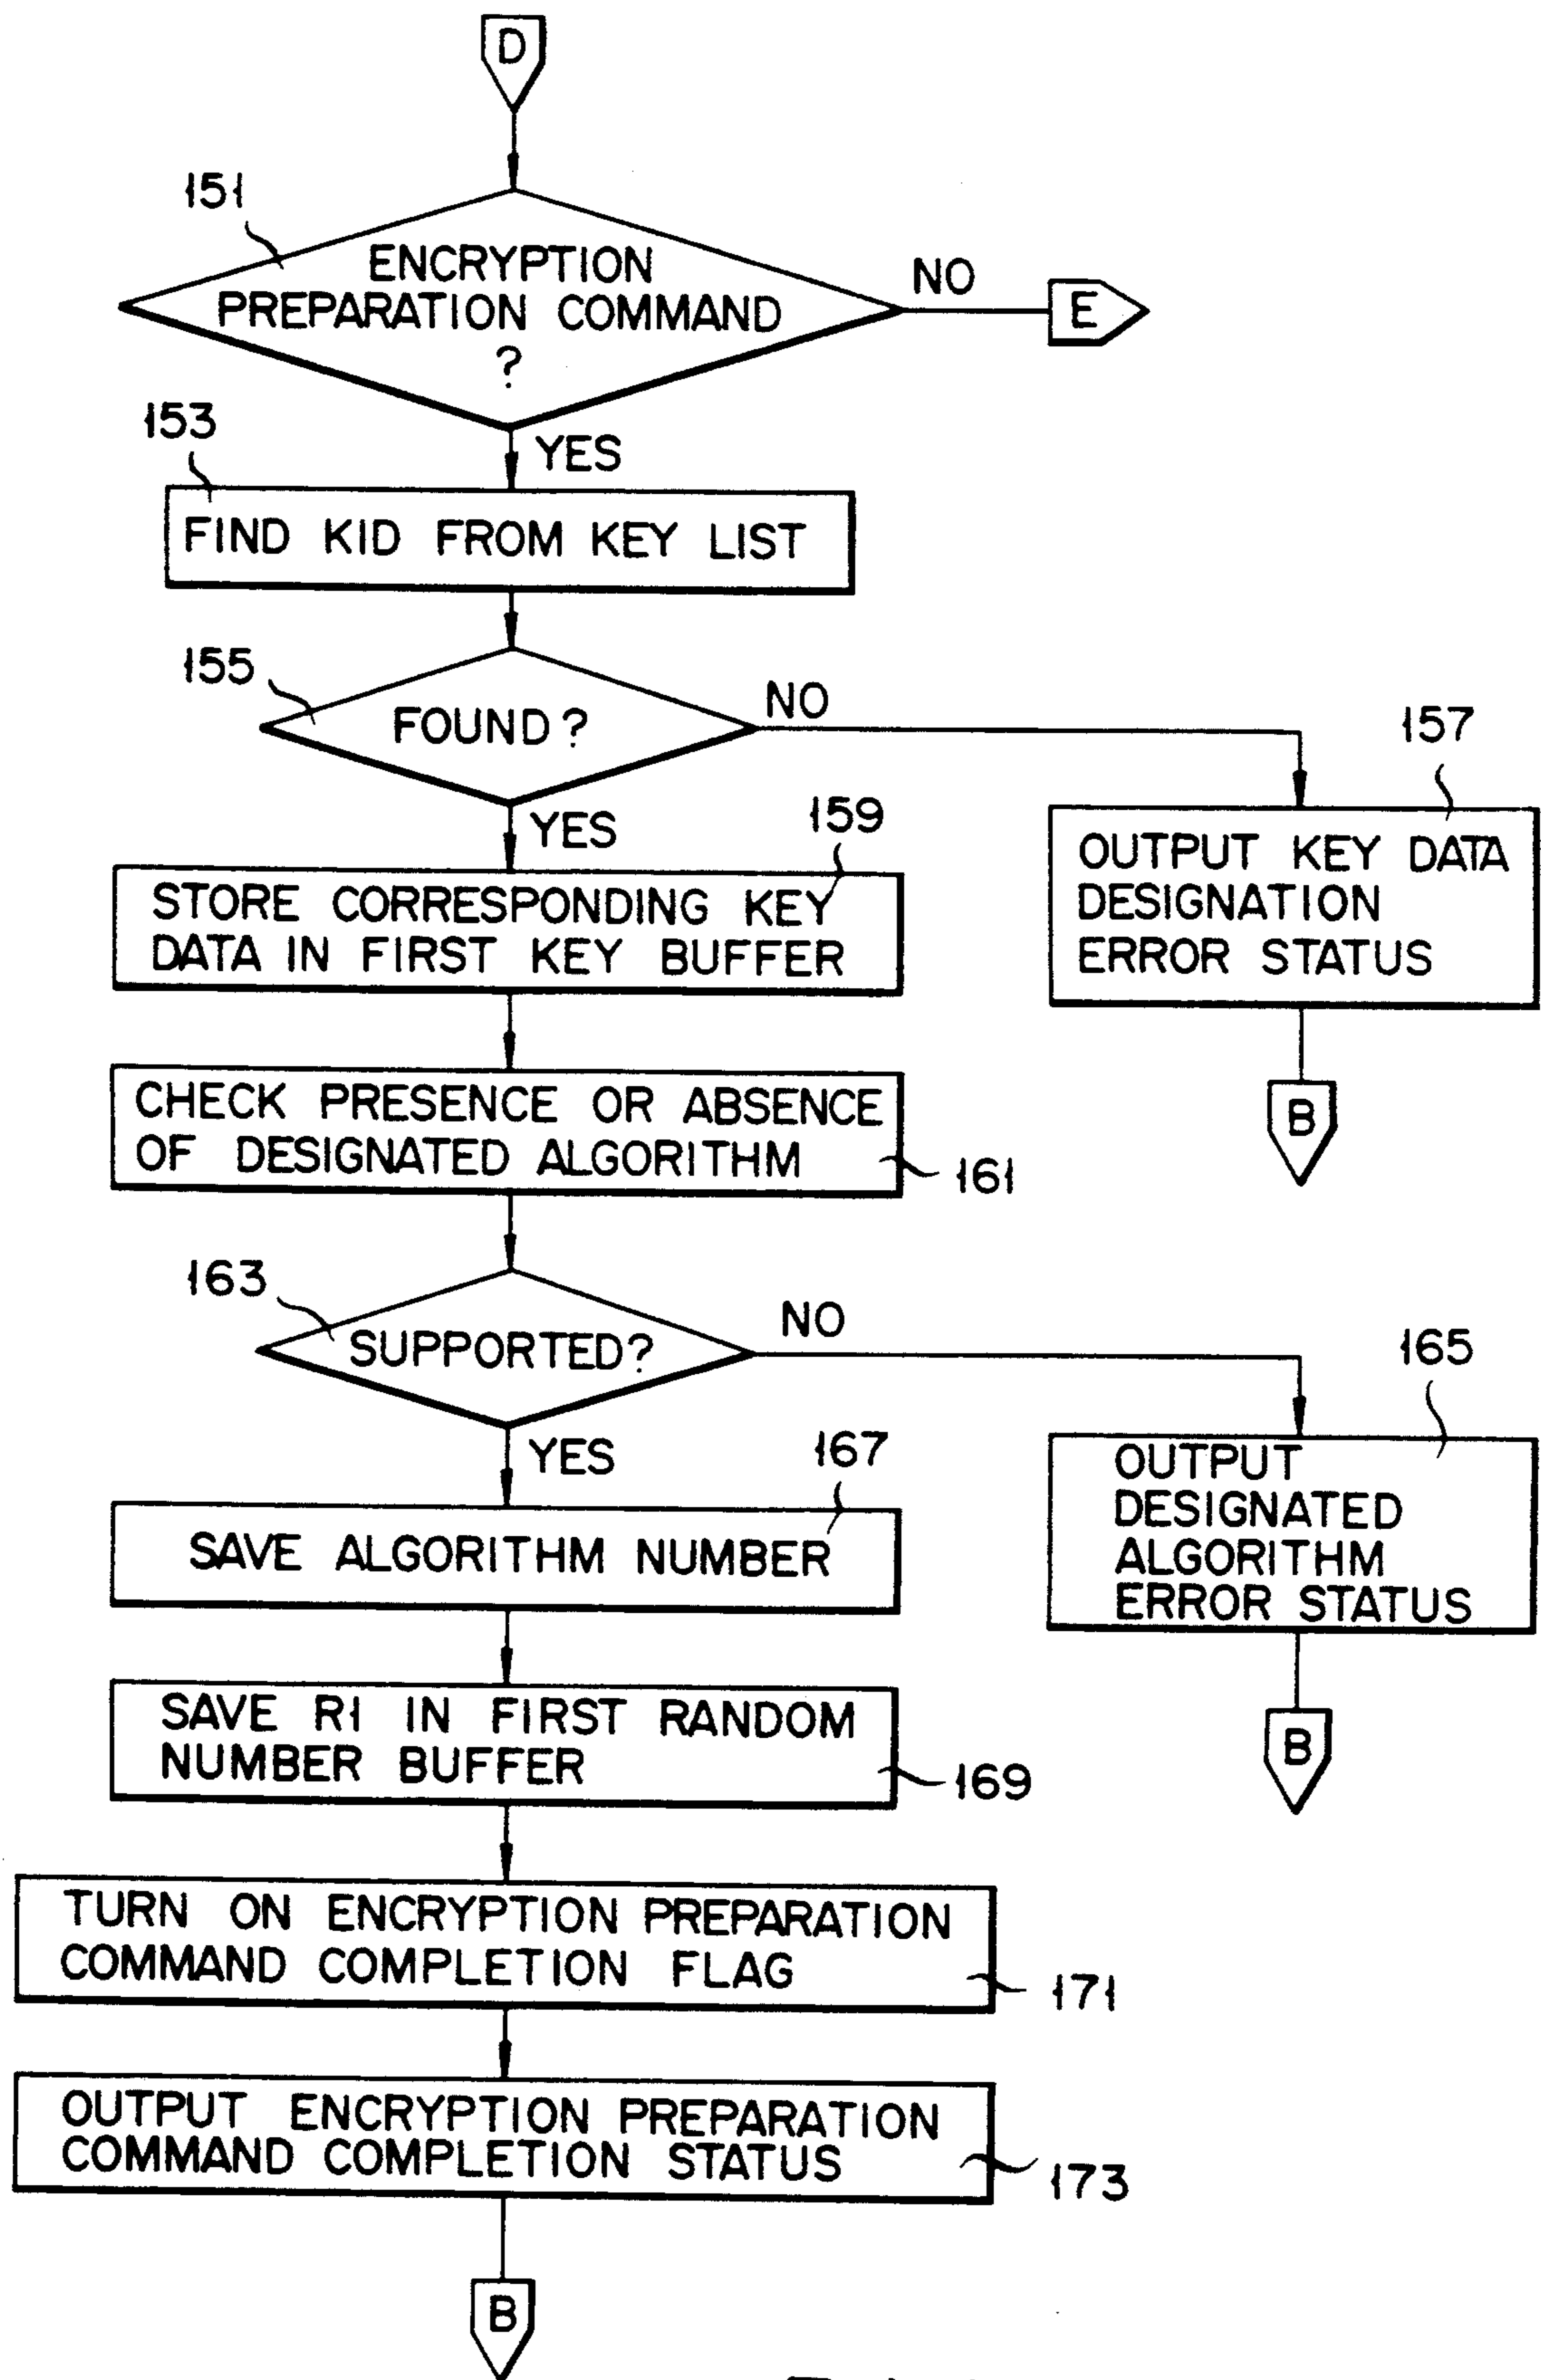 D
151
ENCRYPTION
PREPARATION COMMAND
?
NO
E
153
YES
FIND KID FROM KEY LIST
155
FOUND?
NO
157
YES
159
OUTPUT KEY DATA
DESIGNATION
ERROR STATUS
B
STORE CORRESPONDING KEY
DATA IN FIRST KEY BUFFER
CHECK PRESENCE OR ABSENCE
OF DESIGNATED ALGORITHM
161
163
SUPPORTED?
NO
165
YES
167
OUTPUT
DESIGNATED
ALGORITHM
ERROR STATUS
B
SAVE ALGORITHM NUMBER
SAVE R1 IN FIRST RANDOM
NUMBER BUFFER
169
TURN ON ENCRYPTION PREPARATION
COMMAND COMPLETION FLAG
171
OUTPUT ENCRYPTION PREPARATION
COMMAND COMPLETION STATUS
173
B